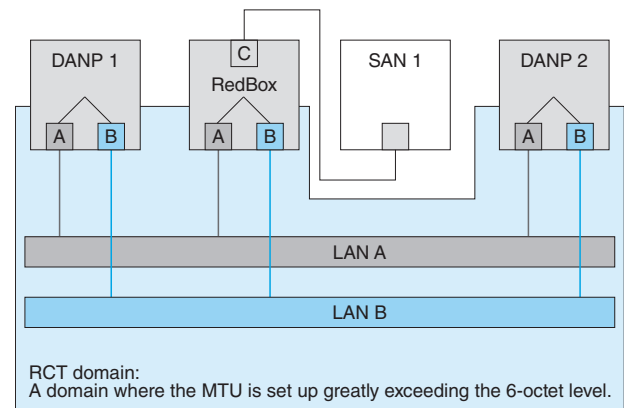 DANP 1
C
RedBox
SAN 1
DANP 2
A
B
A
B
A
B
LAN A
LAN B
RCT domain:
A domain where the MTU is set up greatly exceeding the 6-octet level.